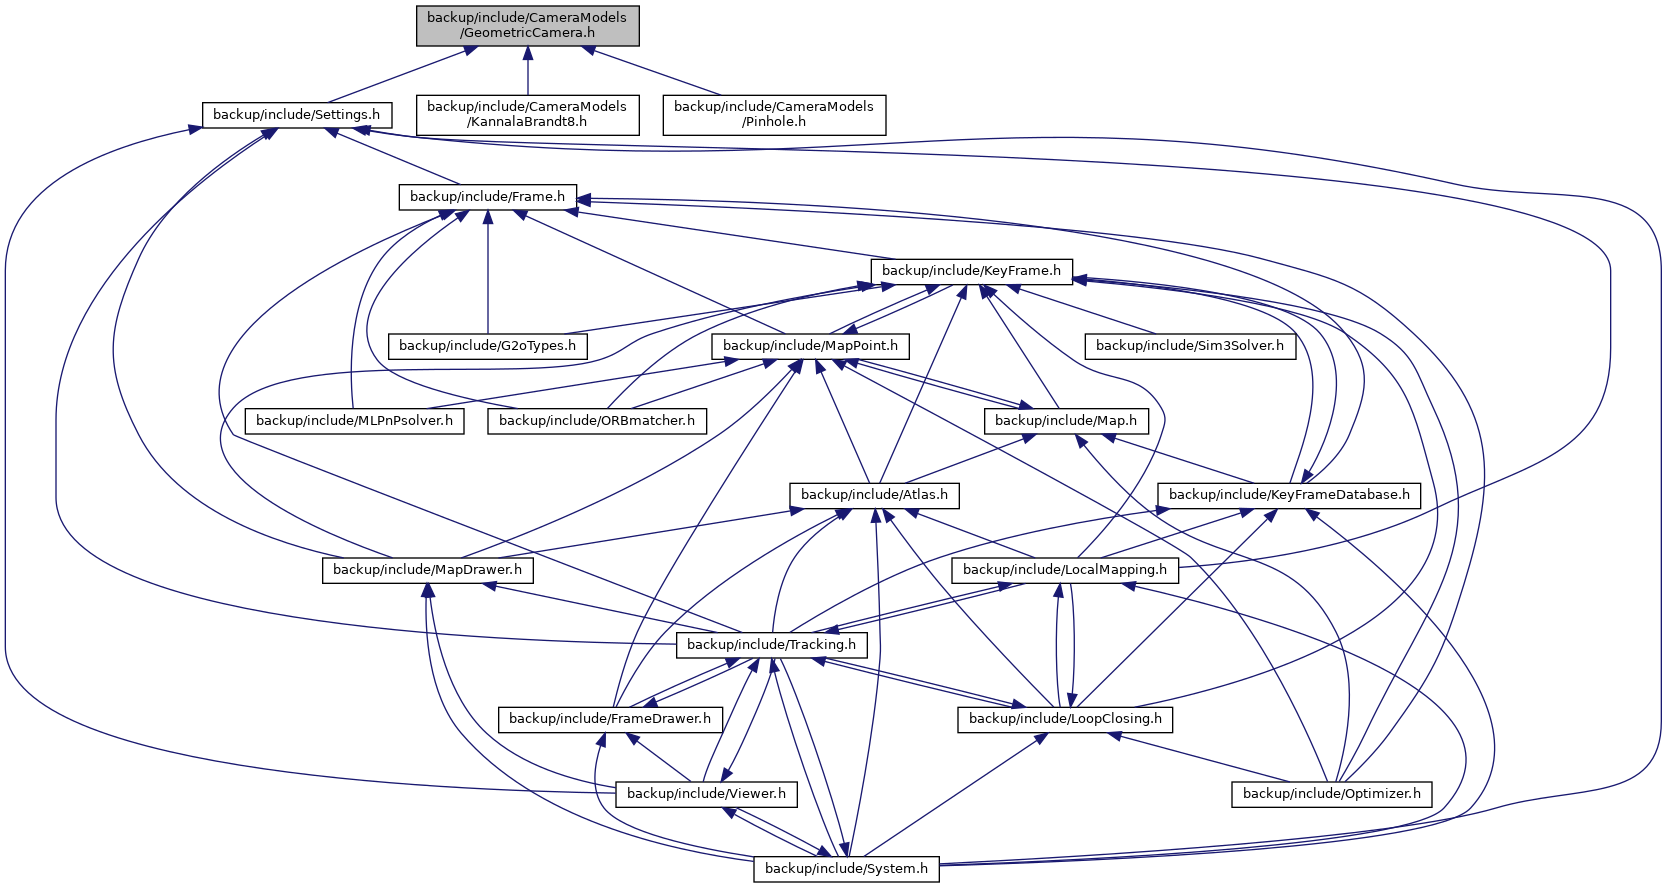 backup/include/CameraModels
/GeometricCamera.h
backup/include/Settings.h
backup/include/CameraModels
/KannalaBrandt8.h
backup/include/CameraModels
/Pinhole.h
backup/include/Frame.h
backup/include/KeyFrame.h
backup/include/G2oTypes.h
backup/include/MapPoint.h
backup/include/Sim3Solver.h
backup/include/MLPnPsolver.h
backup/include/ORBmatcher.h
backup/include/Map.h
backup/include/Atlas.h
backup/include/KeyFrameDatabase.h
backup/include/MapDrawer.h
backup/include/LocalMapping.h
backup/include/Tracking.h
backup/include/FrameDrawer.h
backup/include/LoopClosing.h
backup/include/Viewer.h
backup/include/Optimizer.h
backup/include/System.h